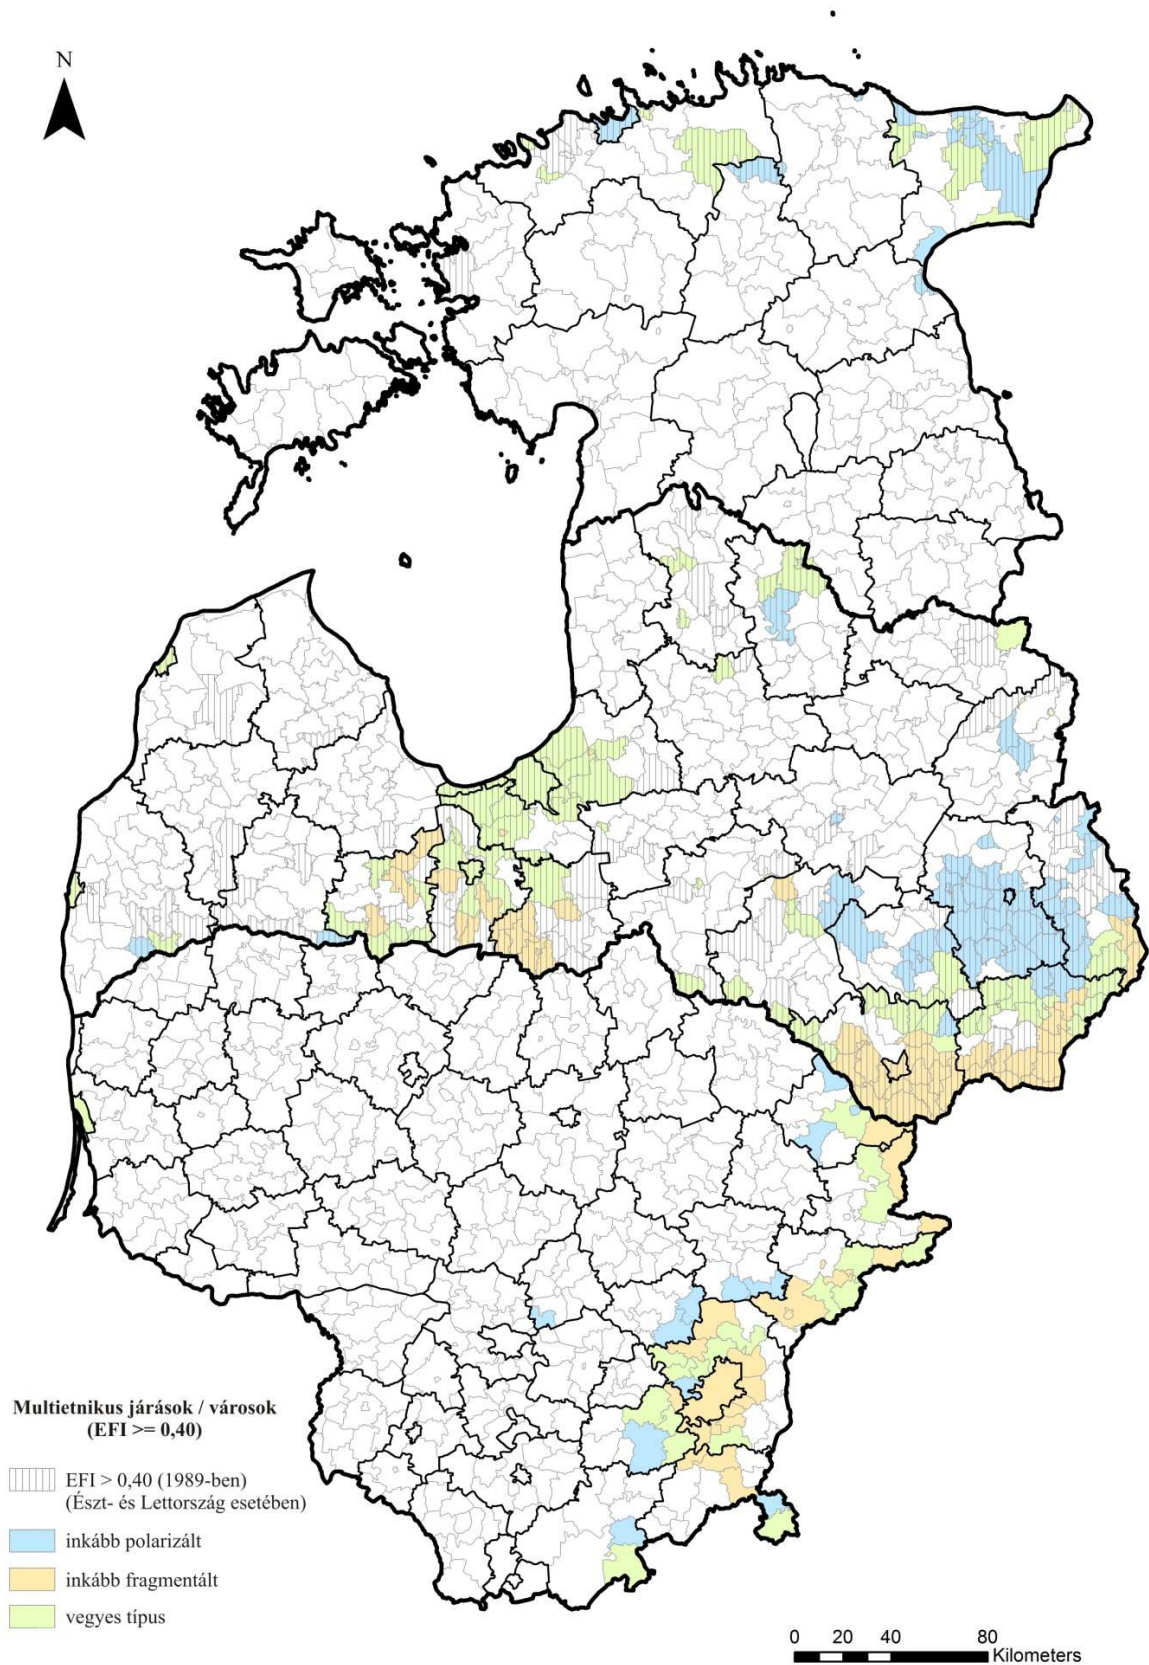 N
Multietnikus járások / városok
(EFI >= 0,40)
EFI > 0,40 (1989-ben)
(Észt- és Lettország esetében)
inkább polarizált
inkább fragmentált
vegyes típus
0 20 40 80
Kilometers